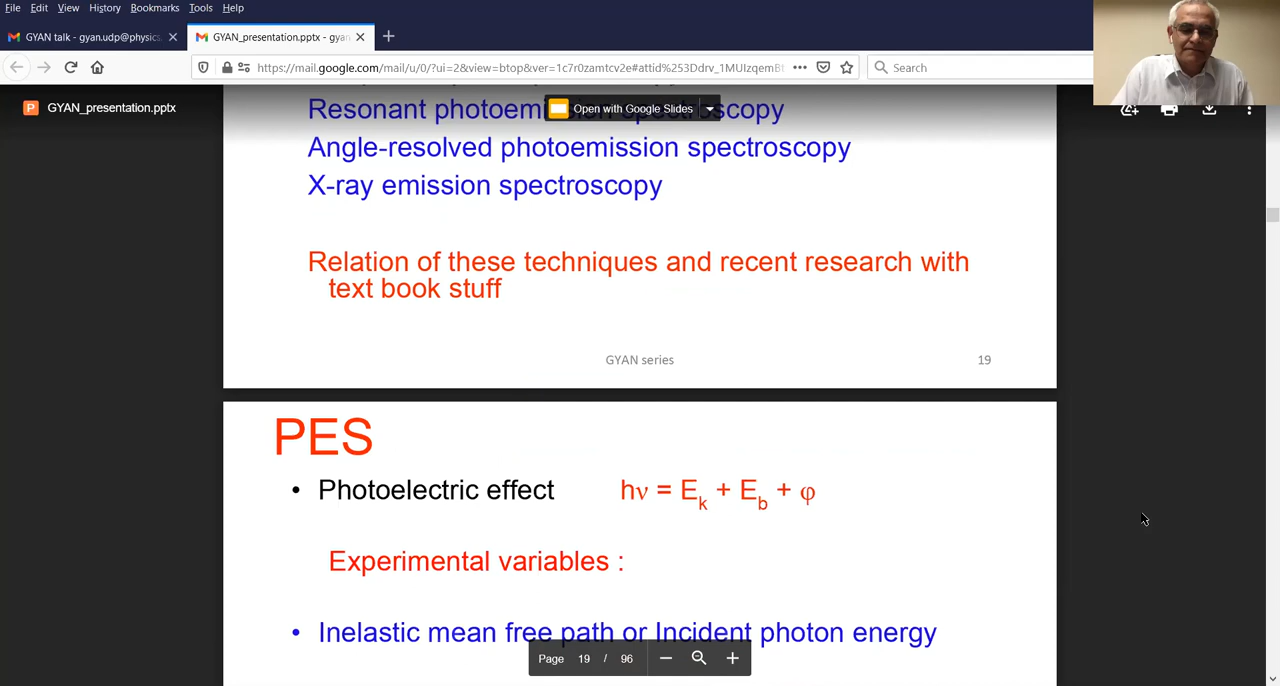 File Edit View History Bookmarks Tools Help
GYAN talk - gyan.udp@physics.
GYAN_presentation.pptx - gyan
https://mail.google.com/mail/u/0/?ui=2&view=btop&ver=1c7r0zamtcv2e#attid%253Ddrv_1MUIzqemB
Search
GYAN_presentation.pptx
Open with Google Slides
Resonant photoemission spectroscopy
Angle-resolved photoemission spectroscopy
X-ray emission spectroscopy
Relation of these techniques and recent research with
text book stuff
GYAN series 19
PES
• Photoelectric effect hν = Ek + Eb + φ
Experimental variables :
• Inelastic mean free path or Incident photon energy
Page 19 / 96